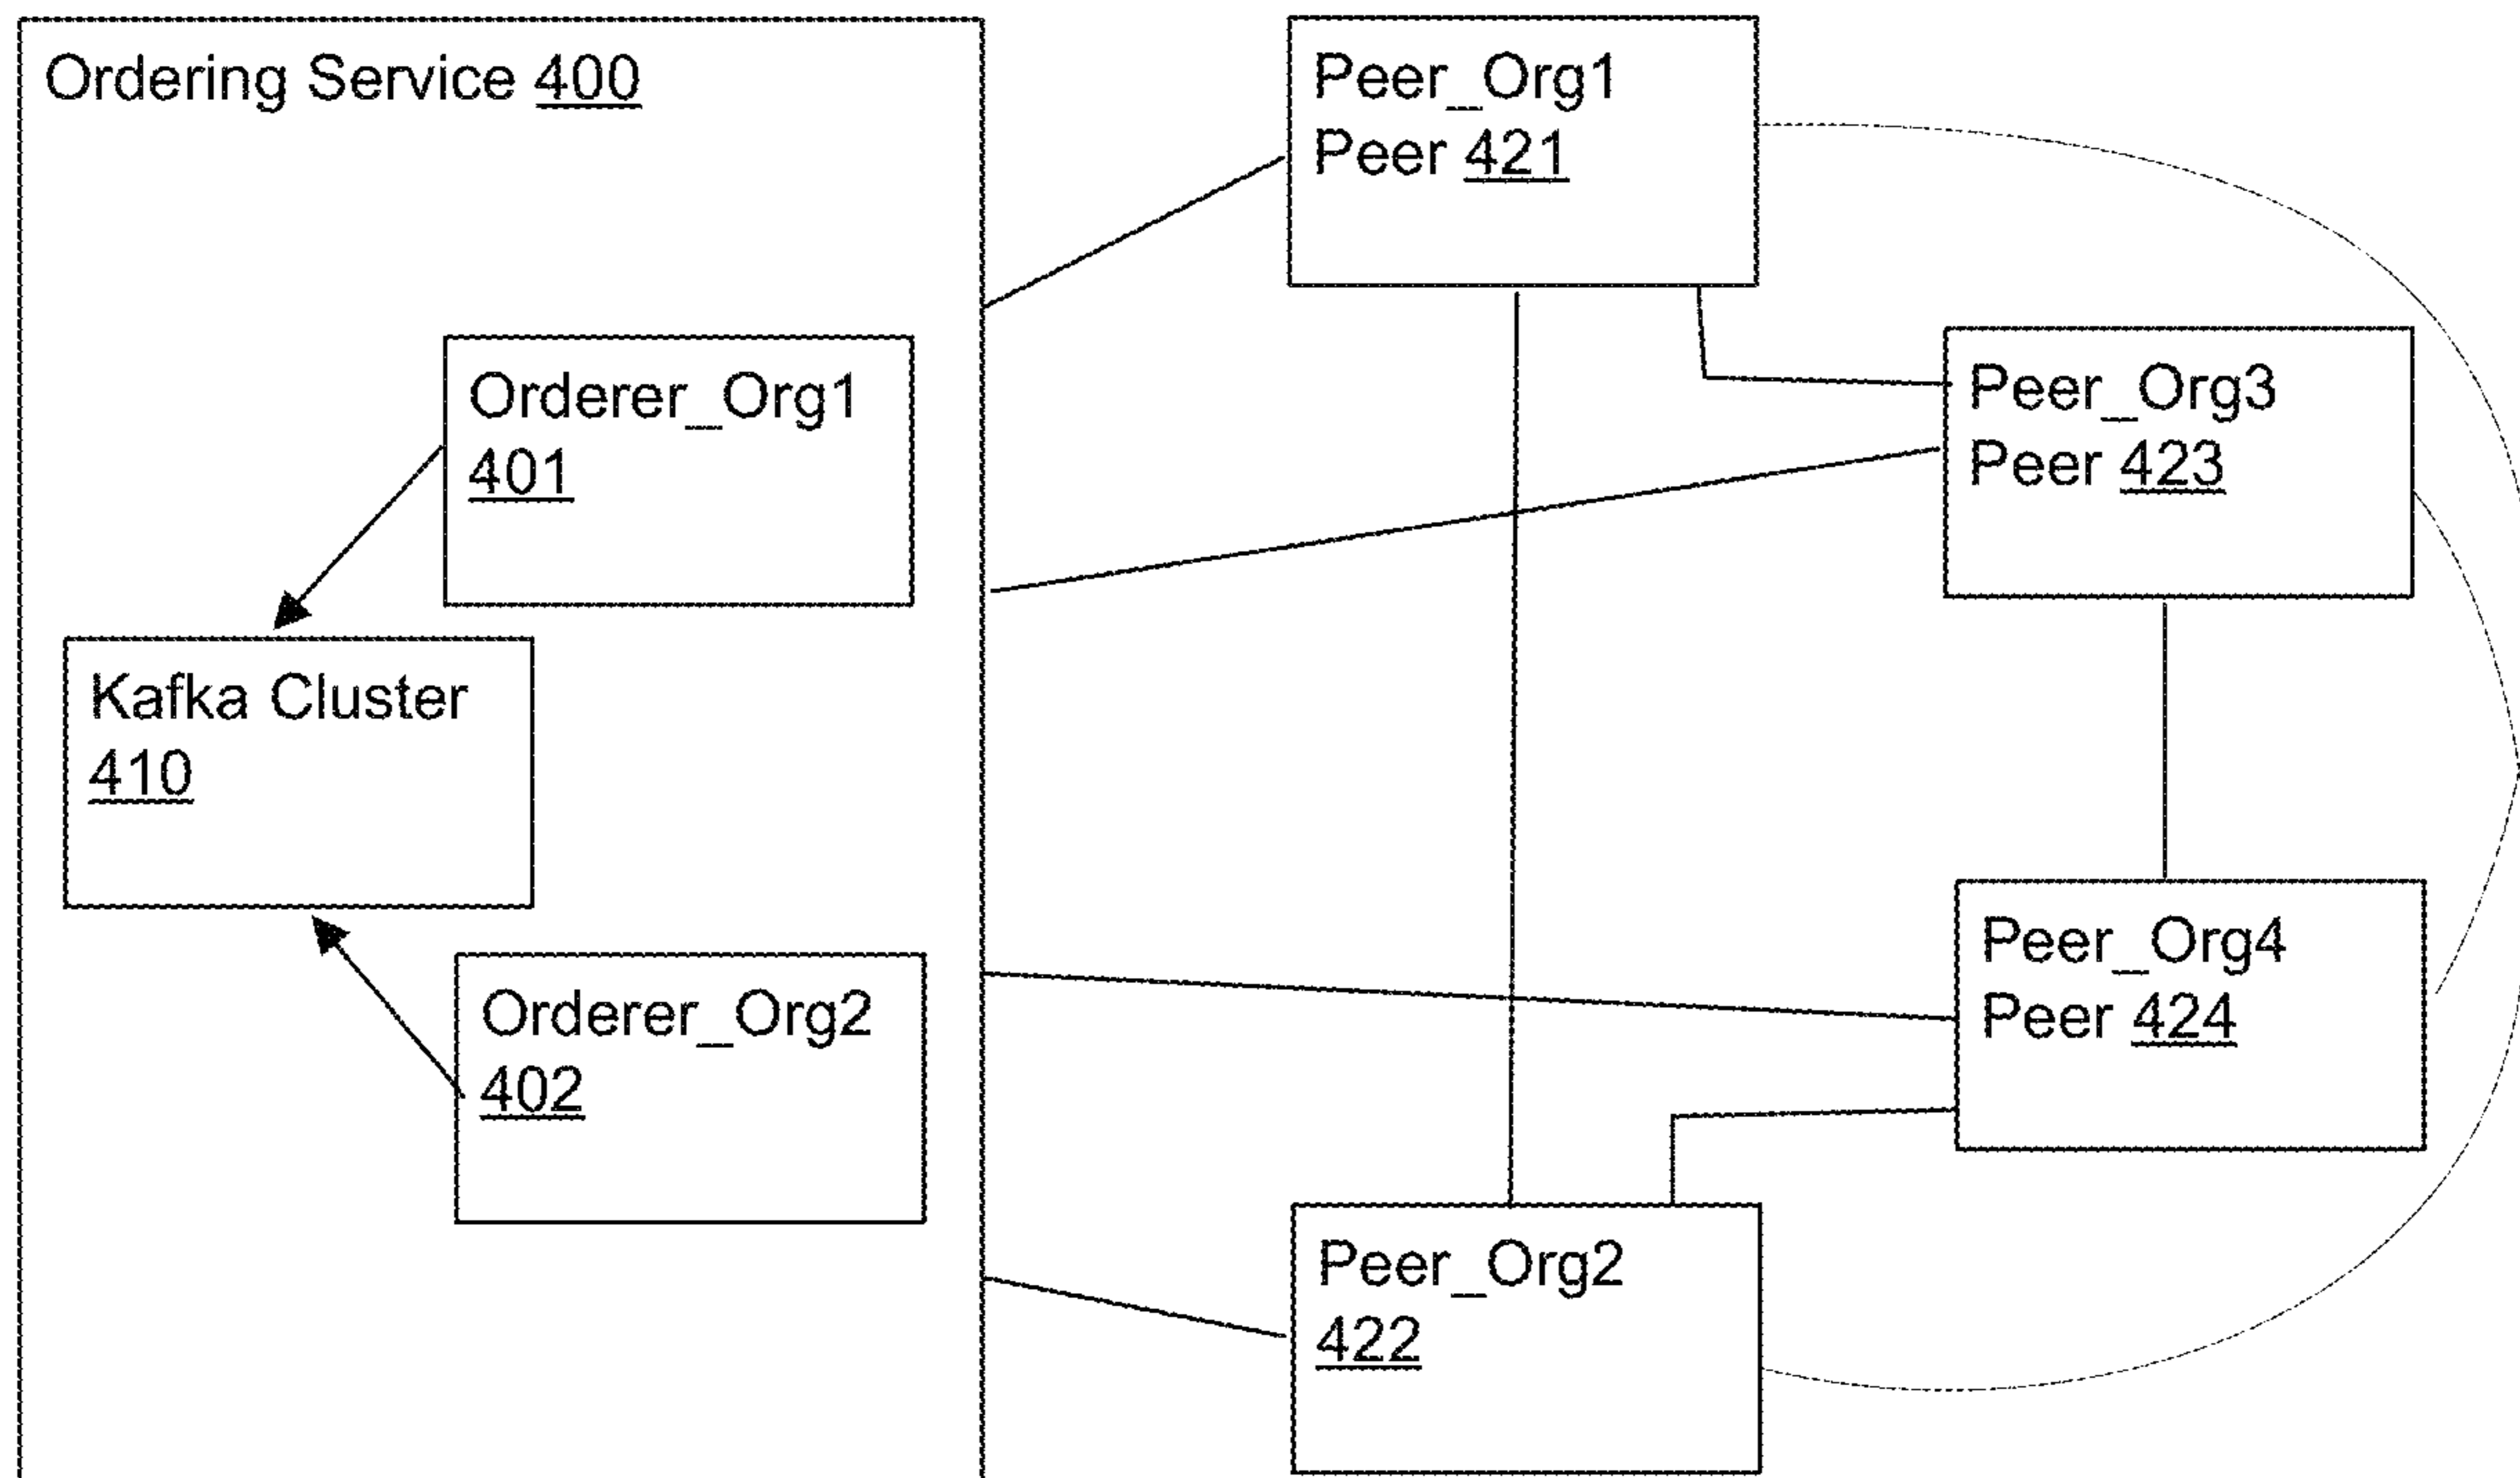 Ordering Service 400
Orderer_Org1
401
Kafka Cluster
410
Orderer_Org2
402
Peer_Org1
Peer 421
Peer_Org3
Peer 423
Peer_Org4
Peer 424
Peer_Org2
422